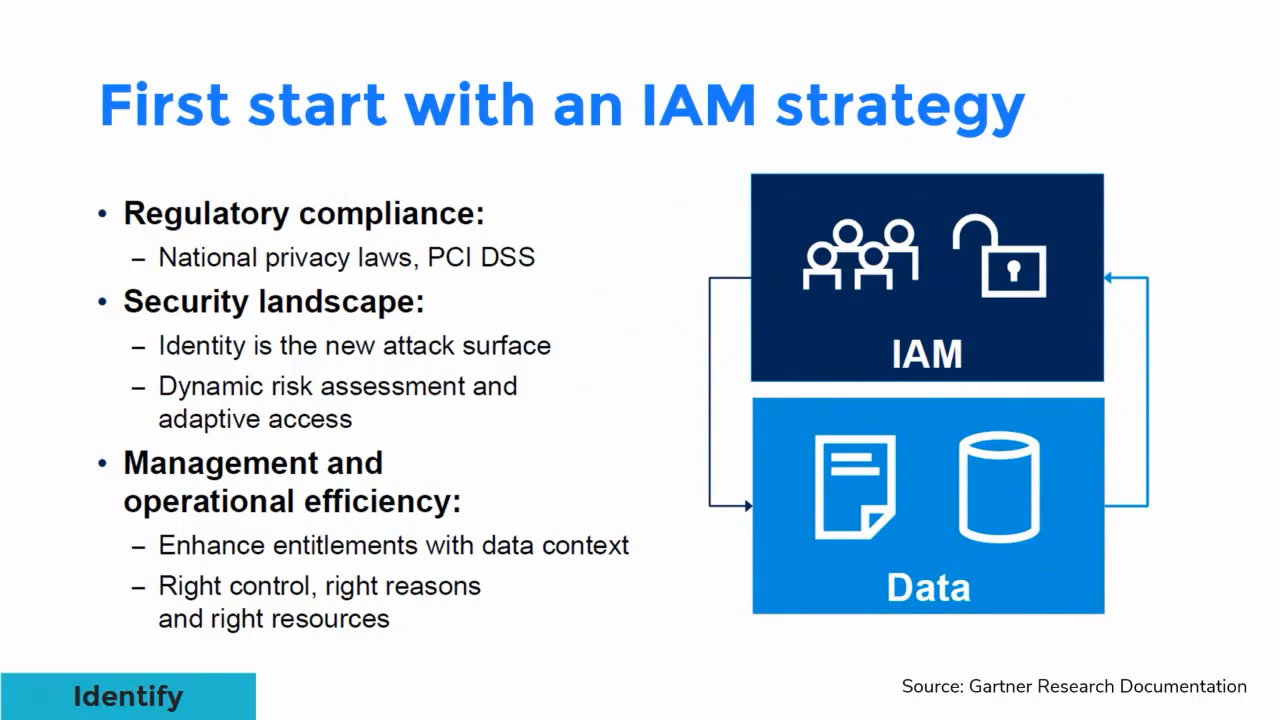 First start with an IAM strategy
• Regulatory compliance:
– National privacy laws, PCI DSS
• Security landscape:
– Identity is the new attack surface
– Dynamic risk assessment and
adaptive access
• Management and
operational efficiency:
– Enhance entitlements with data context
– Right control, right reasons
and right resources
IAM
Data
Identify
Source: Gartner Research Documentation